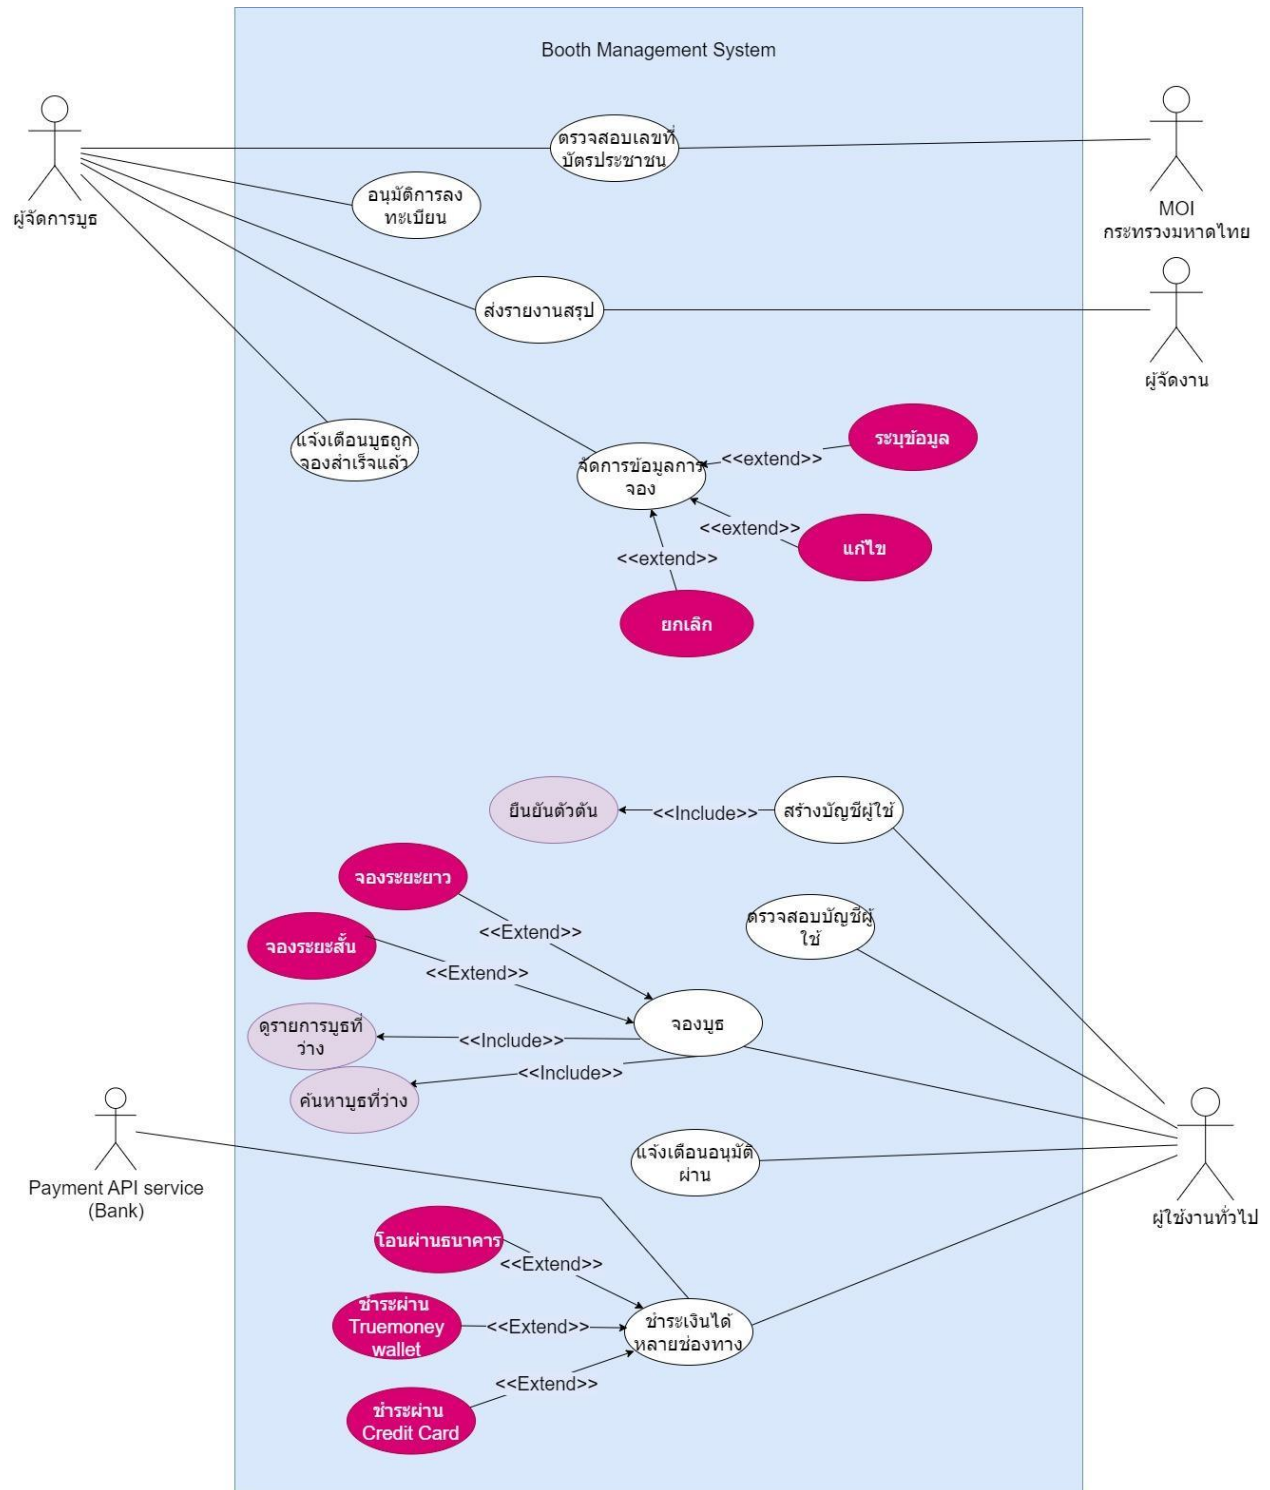 Booth Management System
ตรวจสอบเลขที่
บัตรประชาชน
อนุมัติการลง
ทะเบียน
ผู้จัดการบูธ
MOI
กระทรวงมหาดไทย
ส่งรายงานสรุป
ผู้จัดงาน
แจ้งเตือนบูธถูก
จองสำเร็จแล้ว
ระบุข้อมูล
<<extend>>
จัดการข้อมูลการ
จอง
<<extend>>
แก้ไข
<<extend>>
ยกเลิก
ยืนยันตัวตน
<<Include>>
สร้างบัญชีผู้ใช้
จองระยะยาว
ตรวจสอบบัญชีผู้
ใช้
<<Extend>>
จองระยะสั้น
<<Extend>>
จองบูธ
ดูรายการบูธที่
ว่าง
<<Include>>
<<Include>>
ค้นหาบูธที่ว่าง
แจ้งเตือนอนุมัติ
ผ่าน
Payment API service
(Bank)
ผู้ใช้งานทั่วไป
โอนผ่านธนาคาร
<<Extend>>
ชำระผ่าน
Truemoney
wallet
<<Extend>>
ชำระเงินได้
หลายช่องทาง
<<Extend>>
ชำระผ่าน
Credit Card